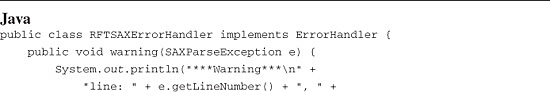 Java
public class RFTSAXErrorHandler implements ErrorHandler {
    public void warning(SAXParseException e) {
        System.out.println("****Warning***\n" +
            "line: " + e.getLineNumber() + ", " +